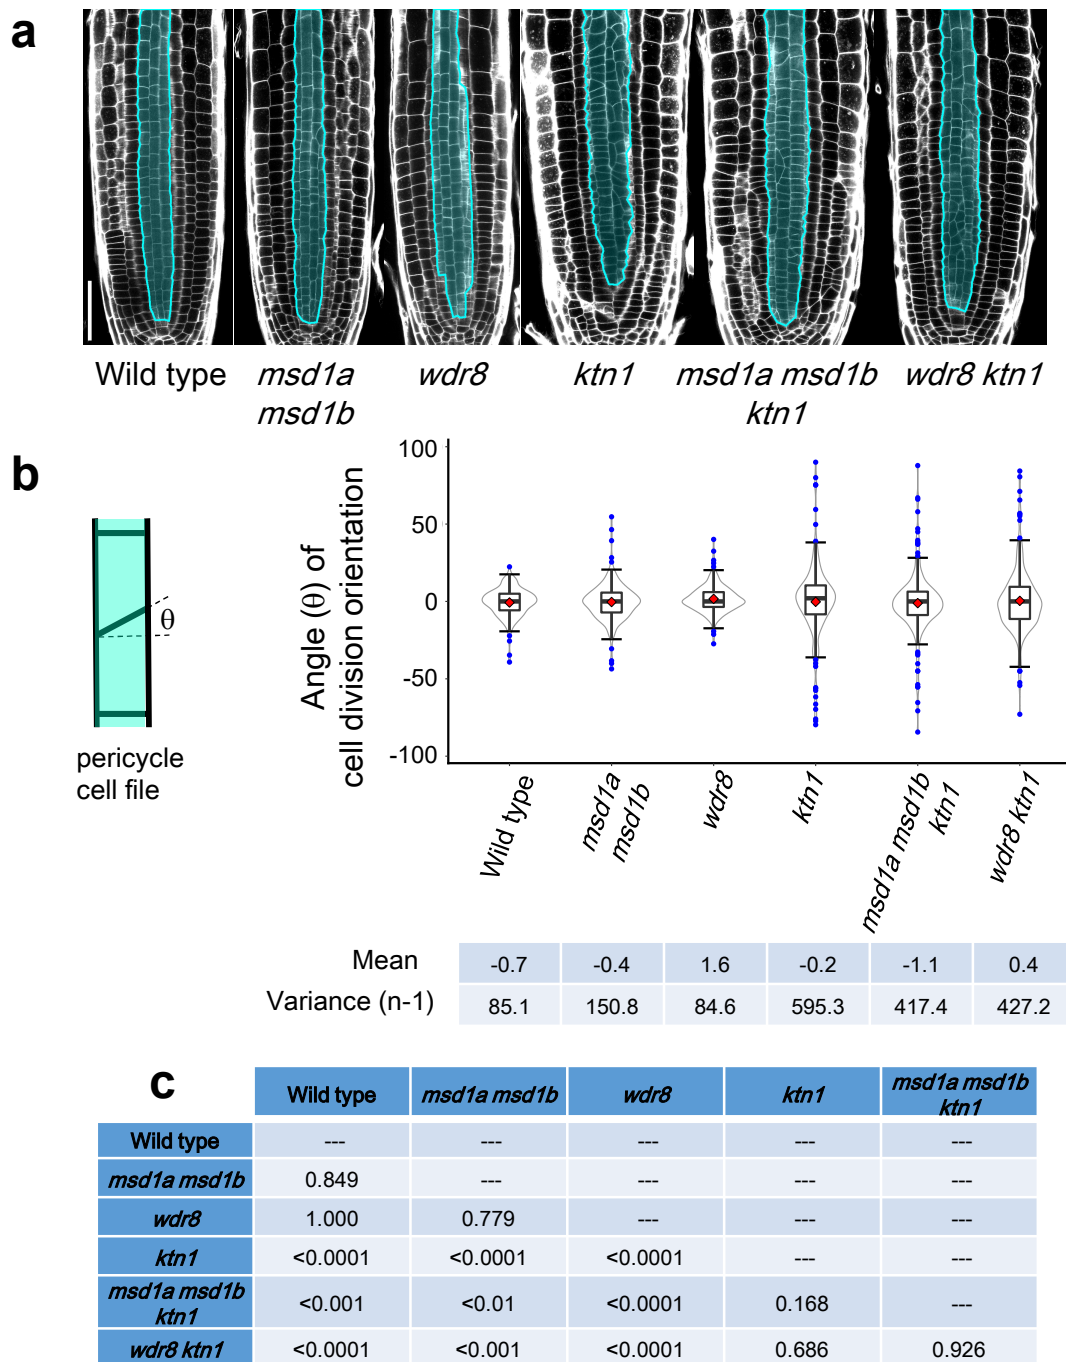 a
Wild type
msd1a
msd1b
wdr8
ktn1
msd1a msd1b
ktn1
wdr8 ktn1
b
θ
pericycle
cell file
Angle (θ) of
cell division orientation
100
50
0
-50
-100
Wild type
msd1a
msd1b
wdr8
ktn1
msd1a msd1b
ktn1
wdr8 ktn1
Mean -0.7 -0.4 1.6 -0.2 -1.1 0.4
Variance (n-1) 85.1 150.8 84.6 595.3 417.4 427.2
c
Wild type msd1a msd1b wdr8 ktn1 msd1a msd1b
ktn1
Wild type --- --- --- --- ---
msd1a msd1b 0.849 --- --- --- ---
wdr8 1.000 0.779 --- --- ---
ktn1 <0.0001 <0.0001 <0.0001 --- ---
msd1a msd1b
ktn1 <0.001 <0.01 <0.0001 0.168 ---
wdr8 ktn1 <0.0001 <0.001 <0.0001 0.686 0.926